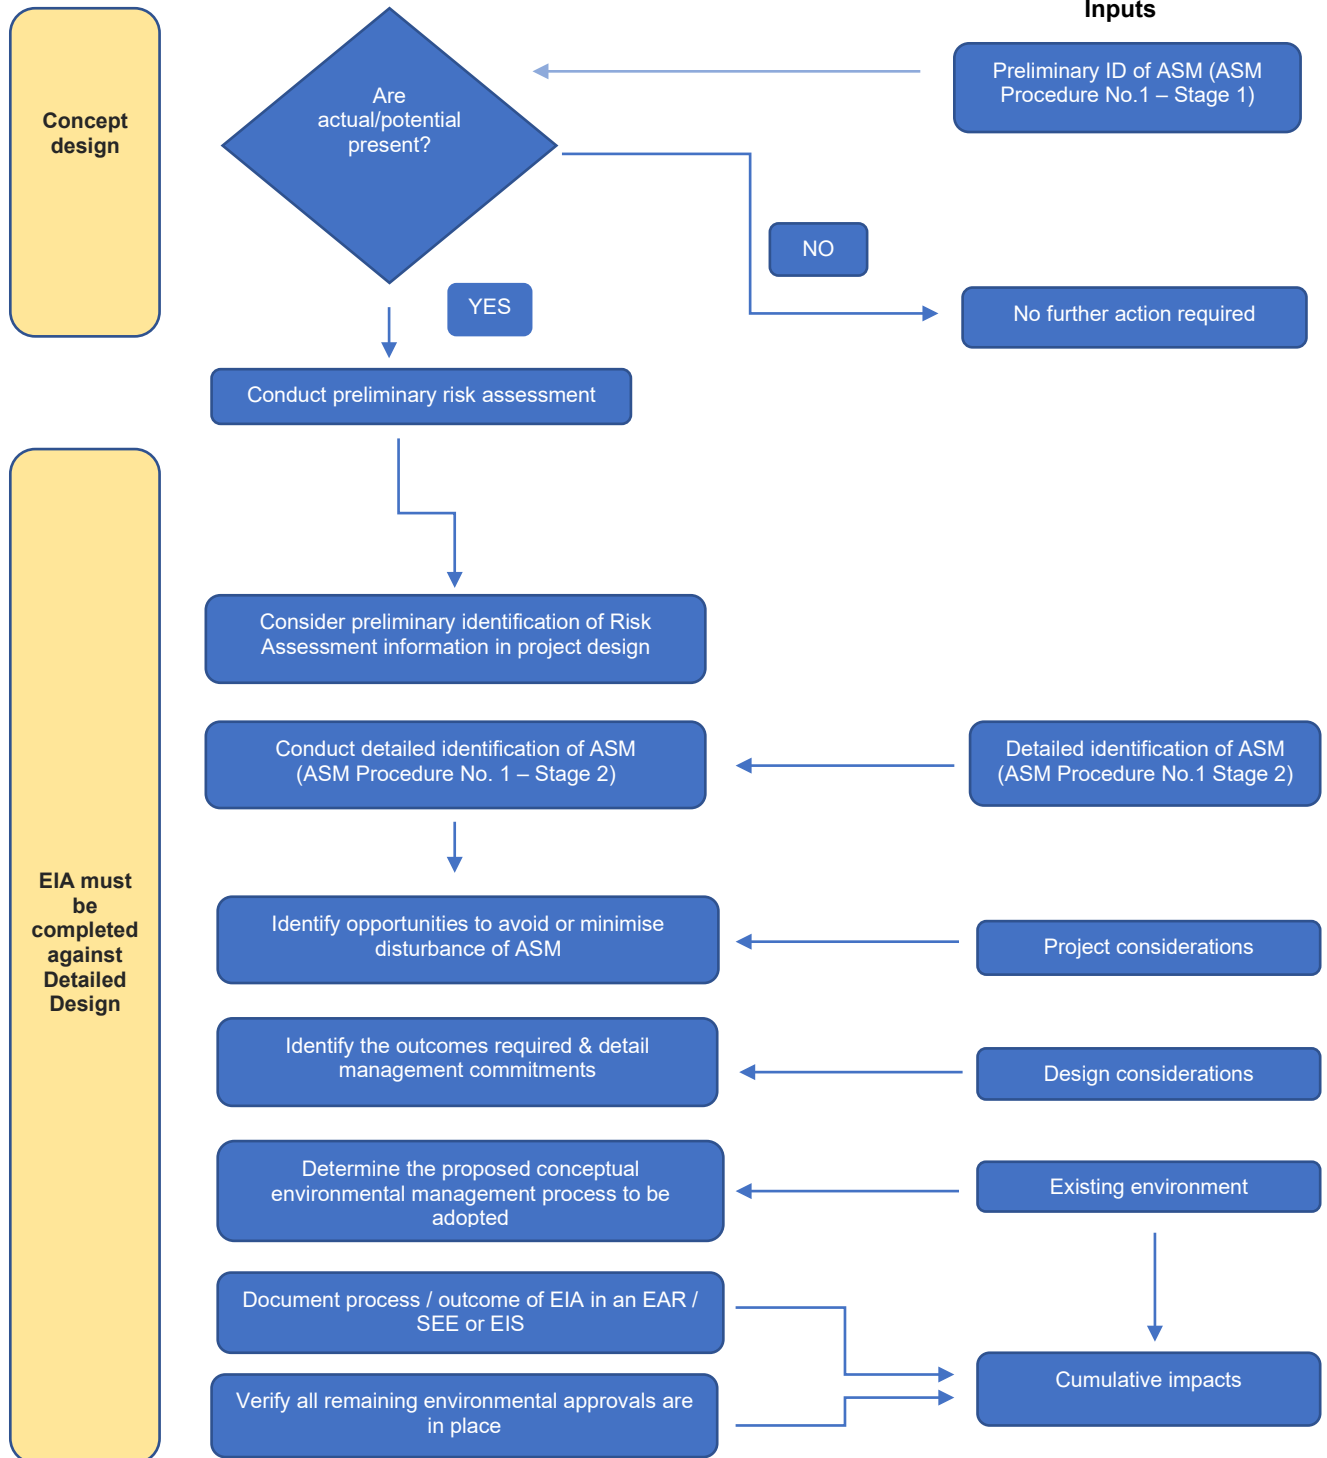 Inputs
Concept
design
Are
actual/potential
present?
Preliminary ID of ASM (ASM
Procedure No.1 – Stage 1)
NO
YES
No further action required
Conduct preliminary risk assessment
EIA must
be
completed
against
Detailed
Design
Consider preliminary identification of Risk
Assessment information in project design
Conduct detailed identification of ASM
(ASM Procedure No. 1 – Stage 2)
Detailed identification of ASM
(ASM Procedure No.1 Stage 2)
Identify opportunities to avoid or minimise
disturbance of ASM
Project considerations
Identify the outcomes required & detail
management commitments
Design considerations
Determine the proposed conceptual
environmental management process to be
adopted
Existing environment
Document process / outcome of EIA in an EAR /
SEE or EIS
Cumulative impacts
Verify all remaining environmental approvals are
in place